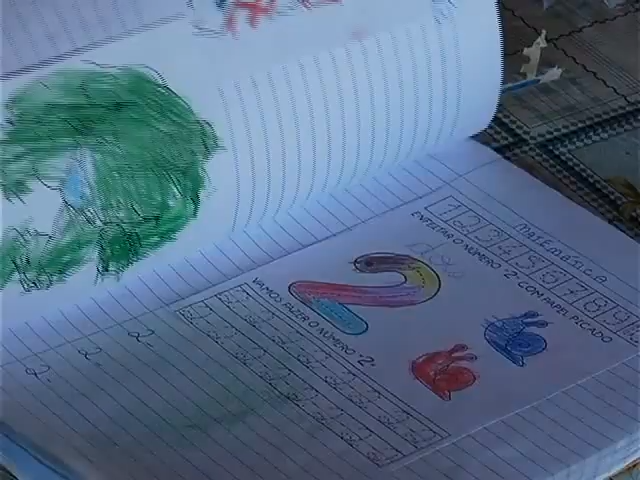 matemática
1 2 3 4 5 6 7 8 9
ENFEITAR O NÚMERO "2" COM PAPEL PICADO
2
VAMOS FAZER O NÚMERO "2"
2 2 2